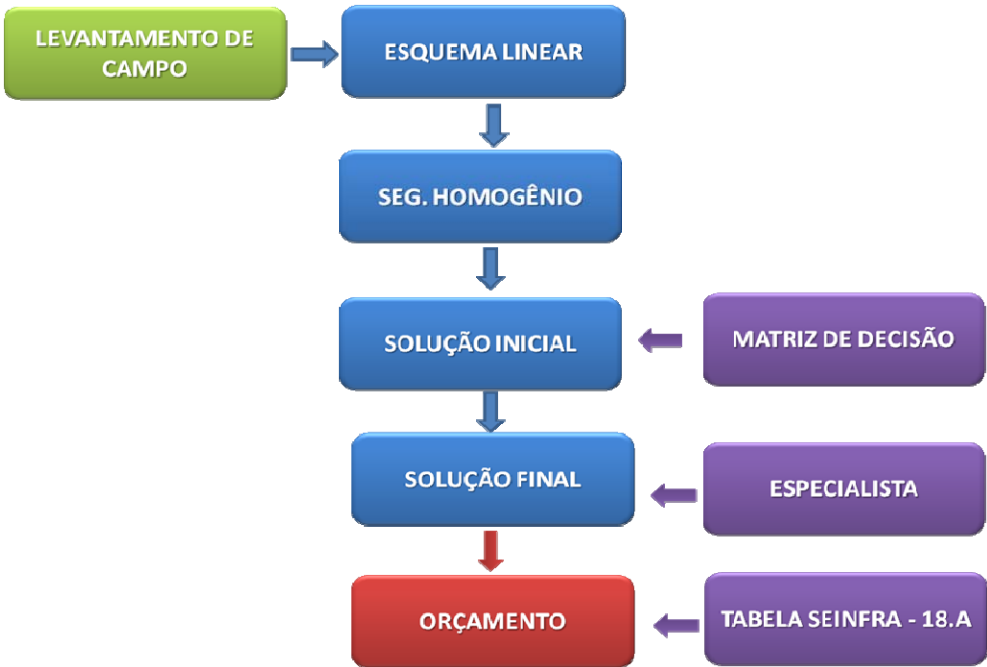 LEVANTAMENTO DE
CAMPO
ESQUEMA LINEAR
SEG. HOMOGÊNIO
SOLUÇÃO INICIAL
MATRIZ DE DECISÃO
SOLUÇÃO FINAL
ESPECIALISTA
ORÇAMENTO
TABELA SEINFRA - 18.A